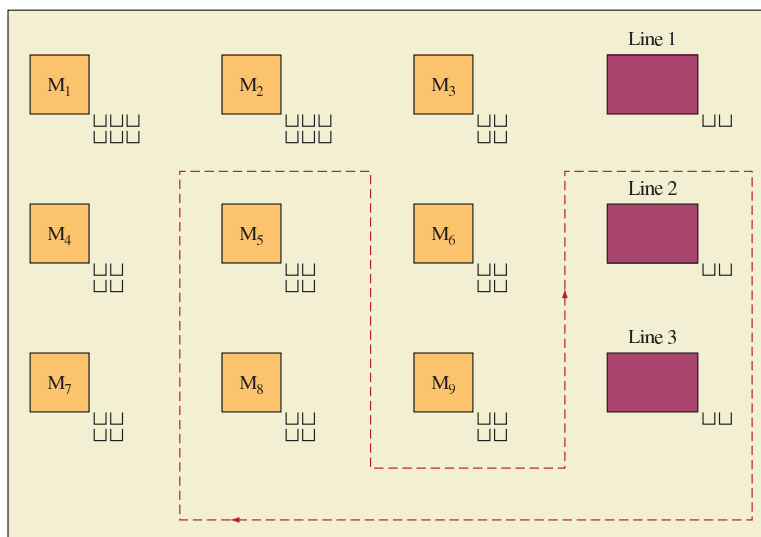 Line 1
M₁ M₂ M₃
Line 2
M₄ M₅ M₆
Line 3
M₇ M₈ M₉